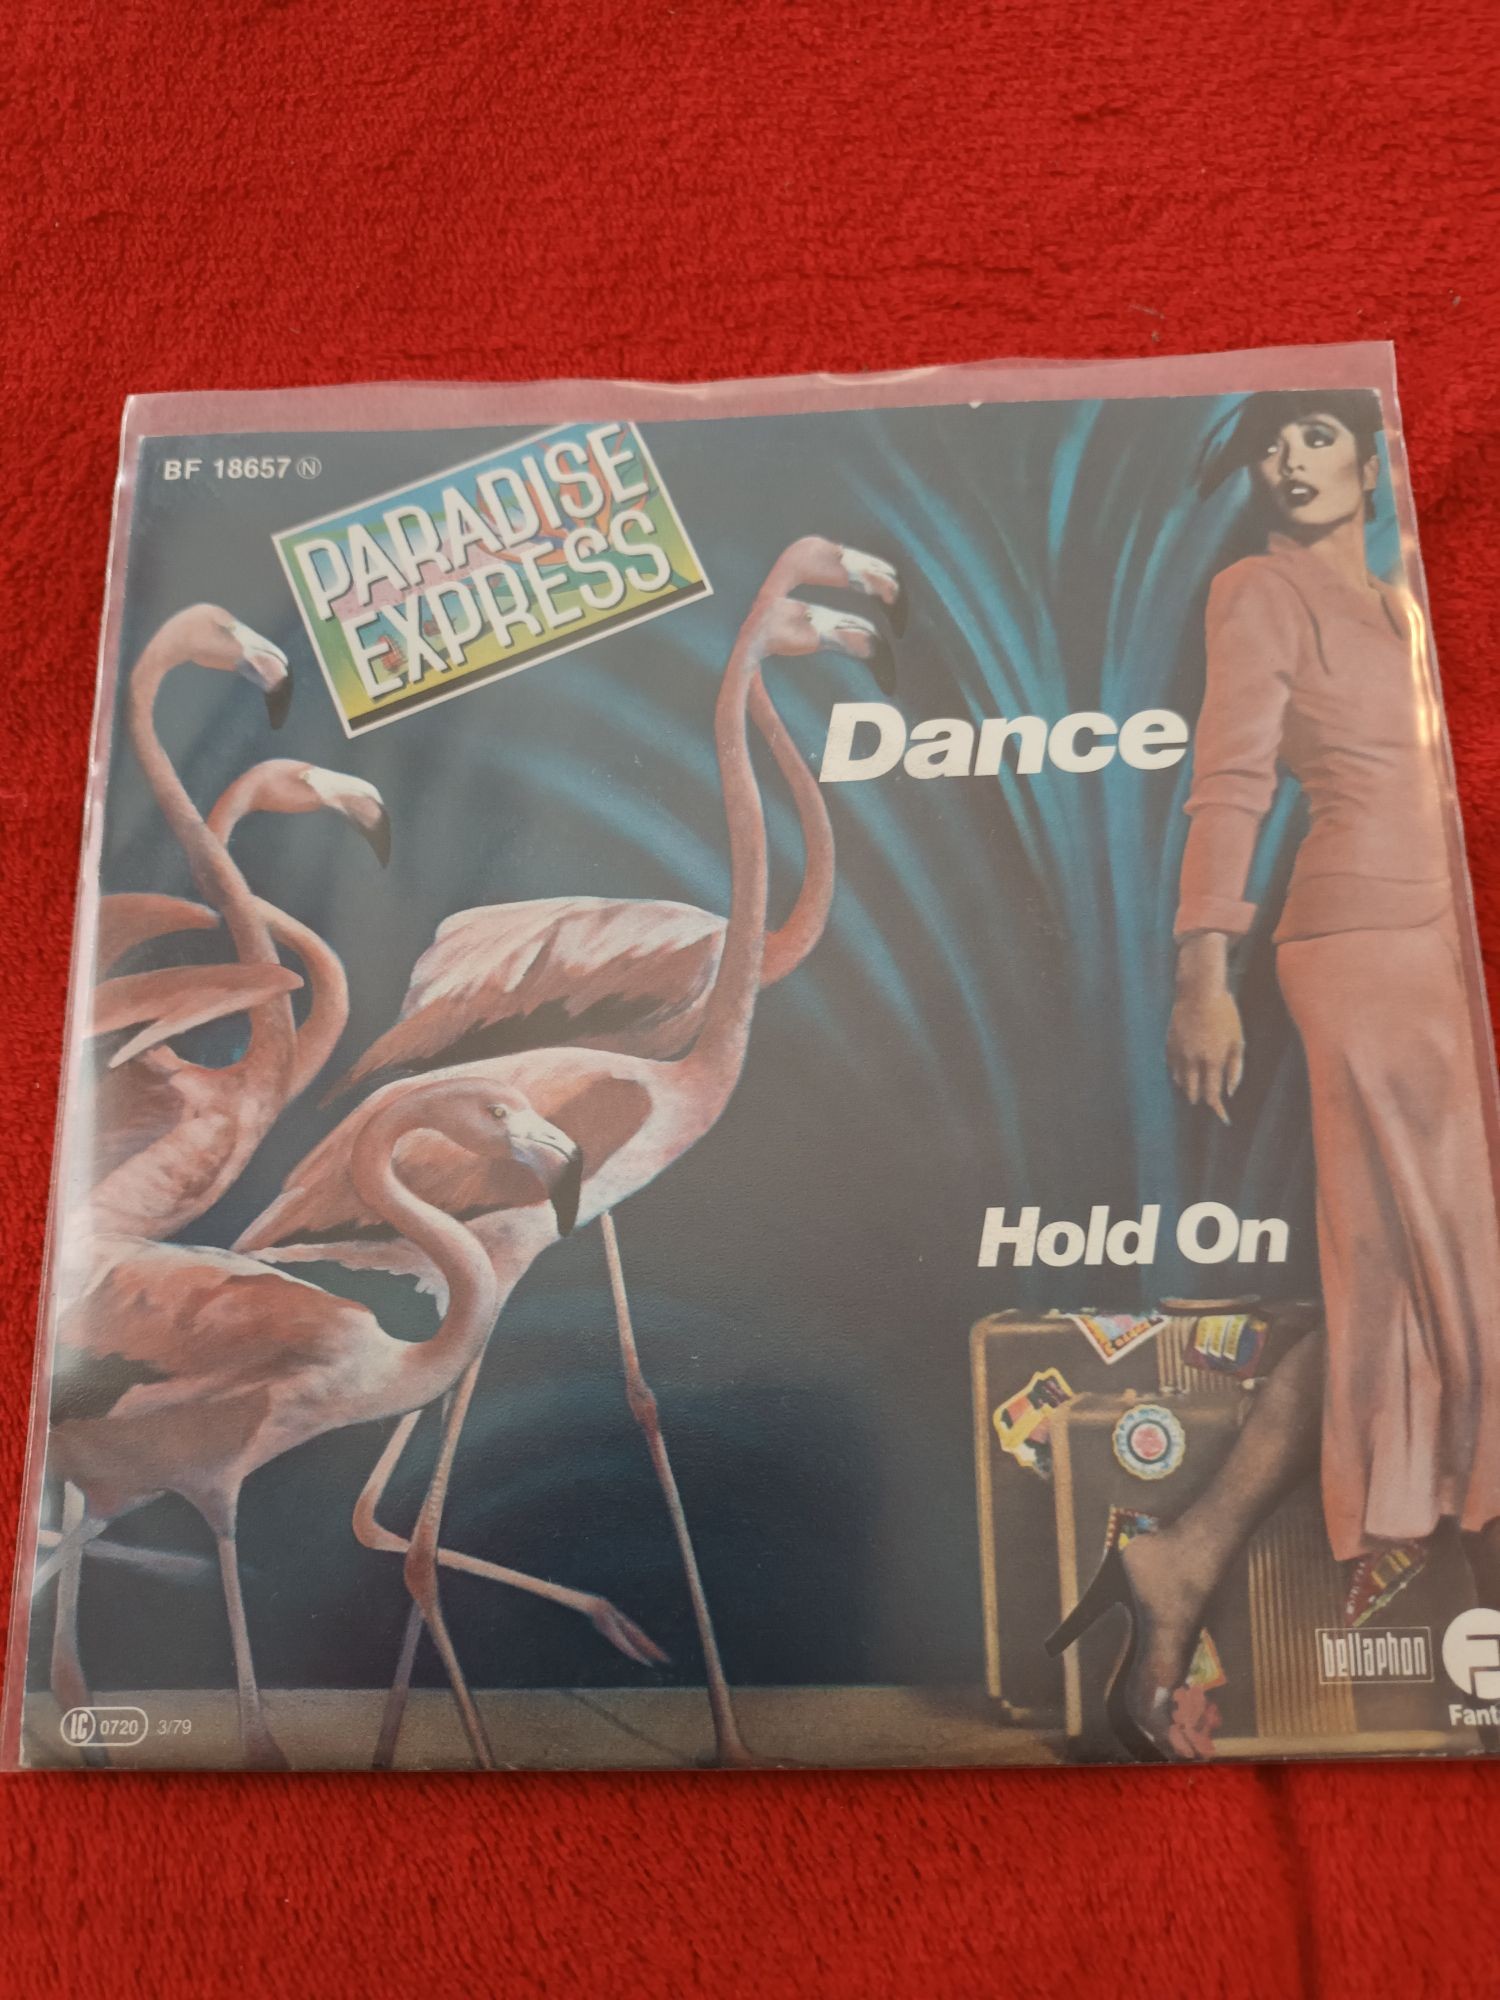 BF 18657 N
PARADISE
EXPRESS
Dance
Hold On
bellaphon
LC 0720 3/79